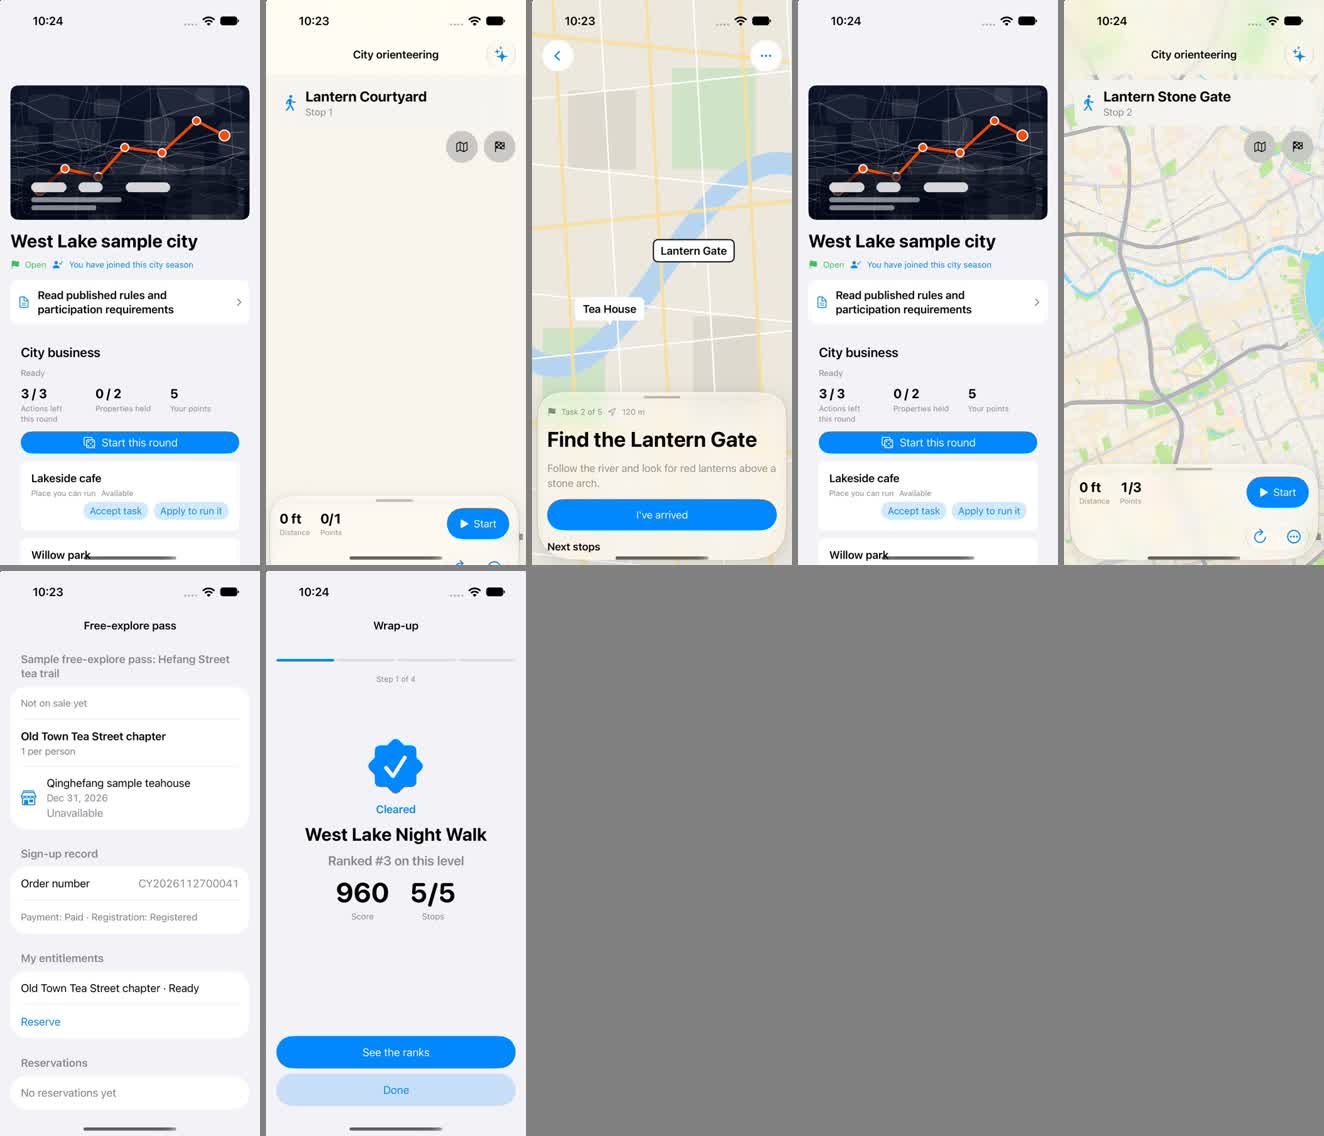 10:24
West Lake sample city
Open
You have joined this city season
Read published rules and
participation requirements
City business
Ready
3 / 3
0 / 2
5
Actions left
this round
Properties held
Your points
Start this round
Lakeside cafe
Place you can run Available
Accept task
Apply to run it
Willow park
10:23
City orienteering
Lantern Courtyard
Stop 1
0 ft
0/1
Distance
Points
Start
10:23
Lantern Gate
Tea House
Task 2 of 5
120 m
Find the Lantern Gate
Follow the river and look for red lanterns above a
stone arch.
I've arrived
Next stops
10:24
West Lake sample city
Open
You have joined this city season
Read published rules and
participation requirements
City business
Ready
3 / 3
0 / 2
5
Actions left
this round
Properties held
Your points
Start this round
Lakeside cafe
Place you can run Available
Accept task
Apply to run it
Willow park
10:24
City orienteering
Lantern Stone Gate
Stop 2
0 ft
1/3
Distance
Points
Start
10:23
Free-explore pass
Sample free-explore pass: Hefang Street
tea trail
Not on sale yet
Old Town Tea Street chapter
1 per person
Qinghefang sample teahouse
Dec 31, 2026
Unavailable
Sign-up record
Order number
CY2026112700041
Payment: Paid · Registration: Registered
My entitlements
Old Town Tea Street chapter · Ready
Reserve
Reservations
No reservations yet
10:24
Wrap-up
Step 1 of 4
Cleared
West Lake Night Walk
Ranked #3 on this level
960
5/5
Score
Stops
See the ranks
Done